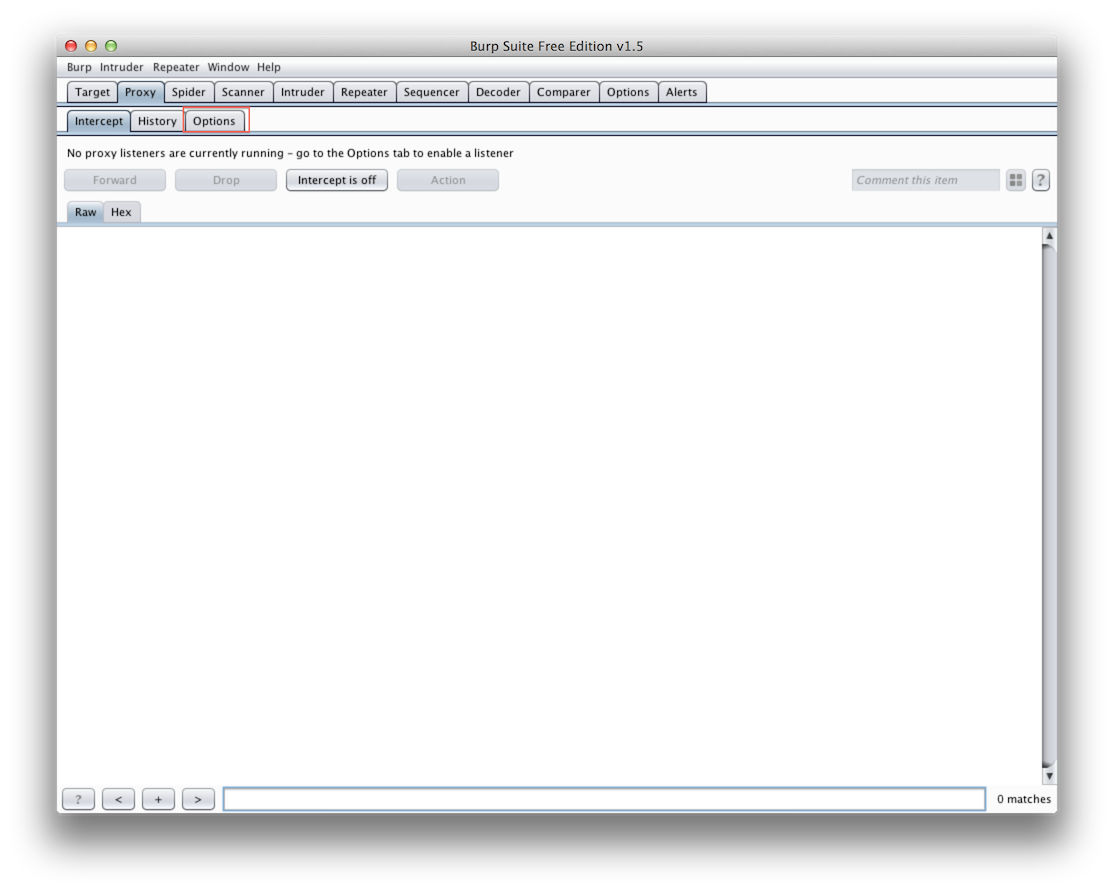 Burp Suite Free Edition v1.5
Burp Intruder Repeater Window Help
Target Proxy Spider Scanner Intruder Repeater Sequencer Decoder Comparer Options Alerts
Intercept History Options
No proxy listeners are currently running – go to the Options tab to enable a listener
Forward Drop Intercept is off Action Comment this item ?
Raw Hex
? < + > 0 matches